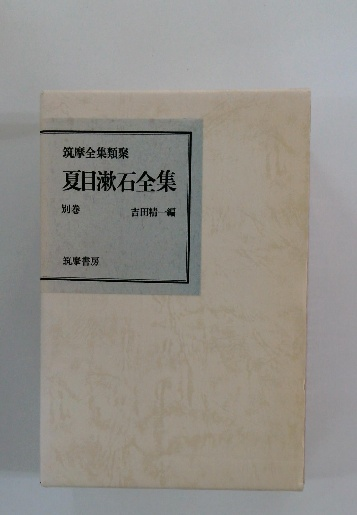 筑摩全集類聚
夏目漱石全集
別巻 吉田精一編
筑摩書房